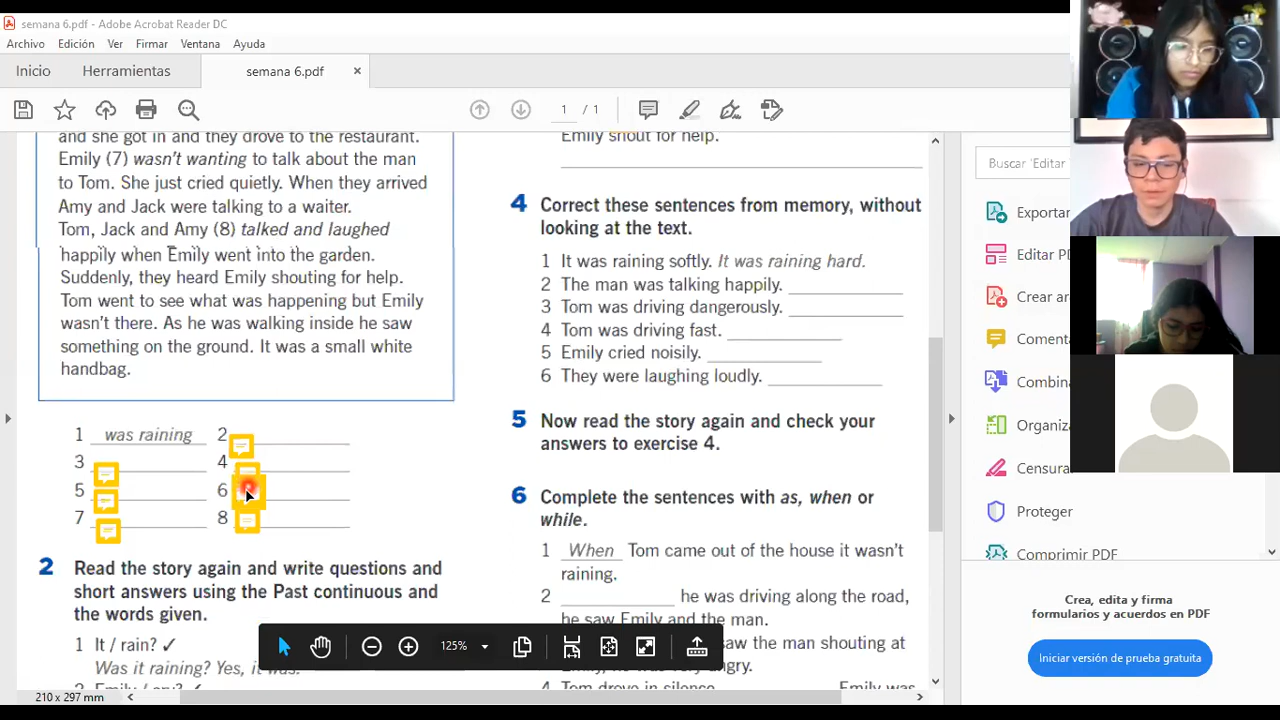 semana 6.pdf - Adobe Acrobat Reader DC
Archivo Edición Ver Firmar Ventana Ayuda
Inicio Herramientas semana 6.pdf ×
1 / 1
and she got in and they drove to the restaurant.
Emily (7) wasn't wanting to talk about the man
to Tom. She just cried quietly. When they arrived
Amy and Jack were talking to a waiter.
Tom, Jack and Amy (8) talked and laughed
happily when Emily went into the garden.
Suddenly, they heard Emily shouting for help.
Tom went to see what was happening but Emily
wasn't there. As he was walking inside he saw
something on the ground. It was a small white
handbag.
1 was raining 2
3 4
5 6
7 8
2 Read the story again and write questions and
short answers using the Past continuous and
the words given.
1 It / rain? ✓
Was it raining? Yes, it was.
Emily shout for help.
4 Correct these sentences from memory, without
looking at the text.
1 It was raining softly. It was raining hard.
2 The man was talking happily.
3 Tom was driving dangerously.
4 Tom was driving fast.
5 Emily cried noisily.
6 They were laughing loudly.
5 Now read the story again and check your
answers to exercise 4.
6 Complete the sentences with as, when or
while.
1 When Tom came out of the house it wasn't
raining.
2 he was driving along the road,
he saw Emily and the man.
saw the man shouting at
angry.
4 Tom drove in silence Emily was
125%
210 x 297 mm
Buscar 'Editar
Exportar
Editar PD
Crear ar
Comenta
Combina
Organiza
Censura
Proteger
Comprimir PDF
Crea, edita y firma
formularios y acuerdos en PDF
Iniciar versión de prueba gratuita